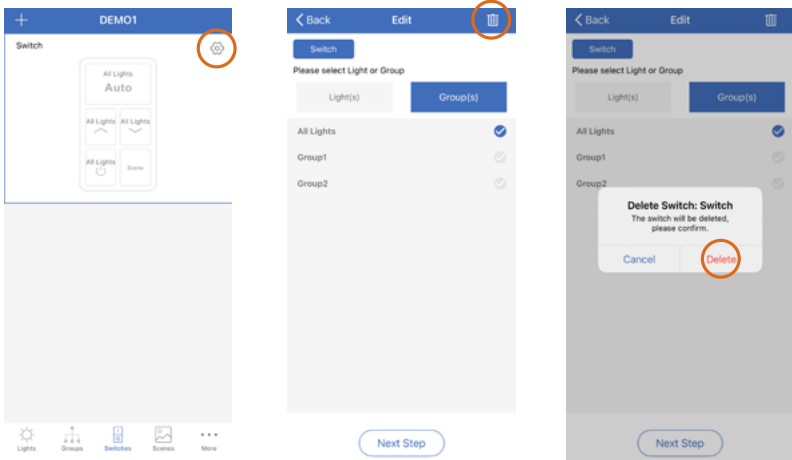 DEMO1
Switch
All Lights
Auto
All Lights All Lights
All Lights
Scene
Lights Groups Switches Scenes More
Back Edit
Switch
Please select Light or Group
Light(s) Group(s)
All Lights
Group1
Group2
Next Step
Back Edit
Switch
Please select Light or Group
Light(s) Group(s)
All Lights
Group1
Group2
Delete Switch: Switch
The switch will be deleted,
please confirm.
Cancel Delete
Next Step